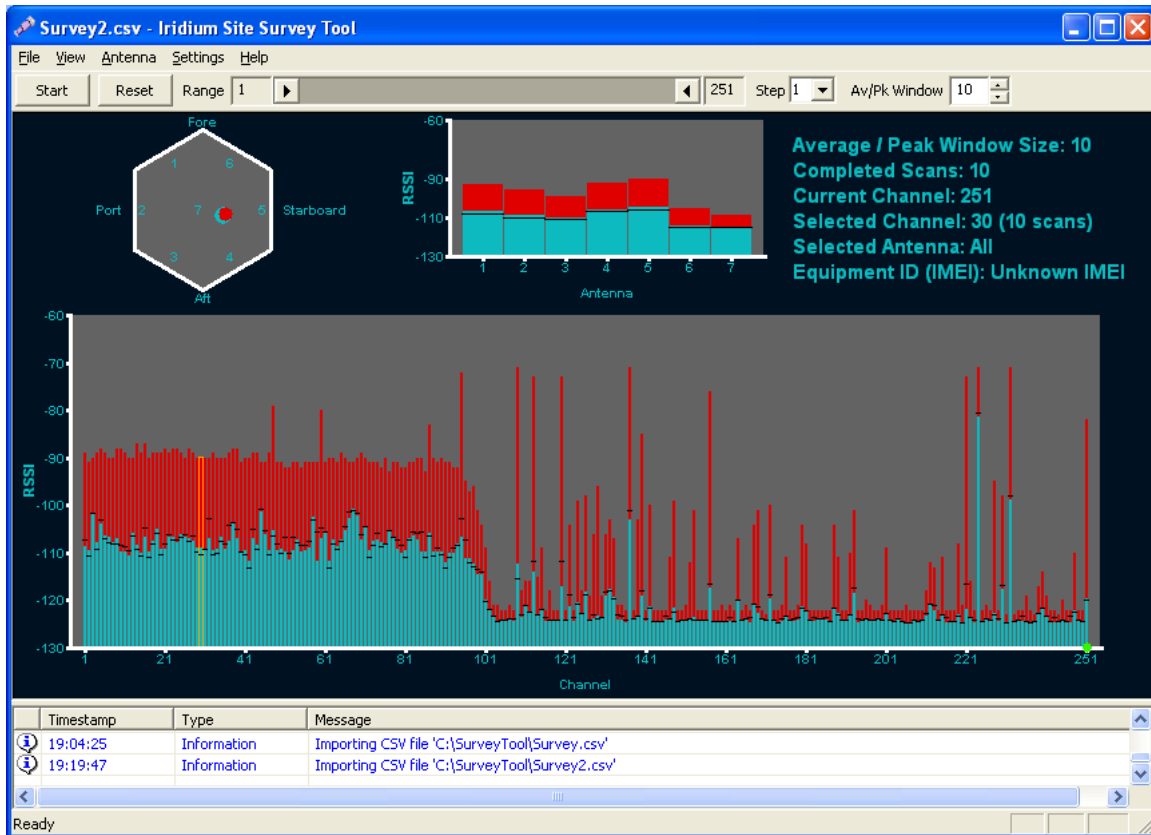 Survey2.csv - Iridium Site Survey Tool
File View Antenna Settings Help
Start Reset Range 1 251 Step 1 Av/Pk Window 10
Fore
1 6
Port 2 7 5 Starboard
3 4
Aft
-60
-90
-110
-130
RSSI
1 2 3 4 5 6 7
Antenna
Average / Peak Window Size: 10
Completed Scans: 10
Current Channel: 251
Selected Channel: 30 (10 scans)
Selected Antenna: All
Equipment ID (IMEI): Unknown IMEI
-60
-70
-80
-90
-100
-110
-120
-130
RSSI
1 21 41 61 81 101 121 141 161 181 201 221 251
Channel
Timestamp Type Message
19:04:25 Information Importing CSV file 'C:\SurveyTool\Survey.csv'
19:19:47 Information Importing CSV file 'C:\SurveyTool\Survey2.csv'
Ready